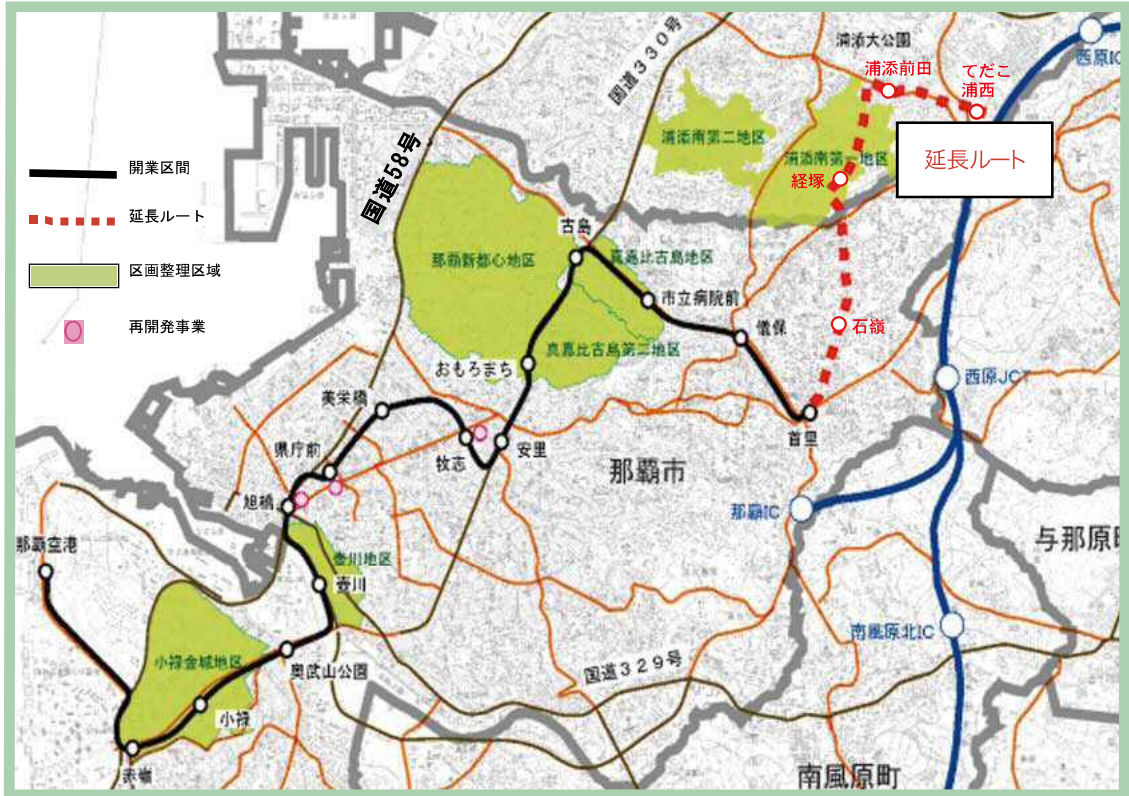 開業区間
延長ルート
区画整理区域
再開発事業
国道58号
国道330号
浦添大公園
西原IC
浦添前田
てだこ
浦西
浦添南第二地区
浦添南第一地区
延長ルート
経塚
古島
那覇新都心地区
真嘉比古島地区
市立病院前
儀保
石嶺
真嘉比古島第二地区
おもろまち
西原JCT
美栄橋
首里
県庁前
牧志
安里
那覇市
旭橋
那覇IC
那覇空港
与那原町
壺川地区
壺川
南風原北IC
小禄金城地区
奥武山公園
国道329号
小禄
赤嶺
南風原町